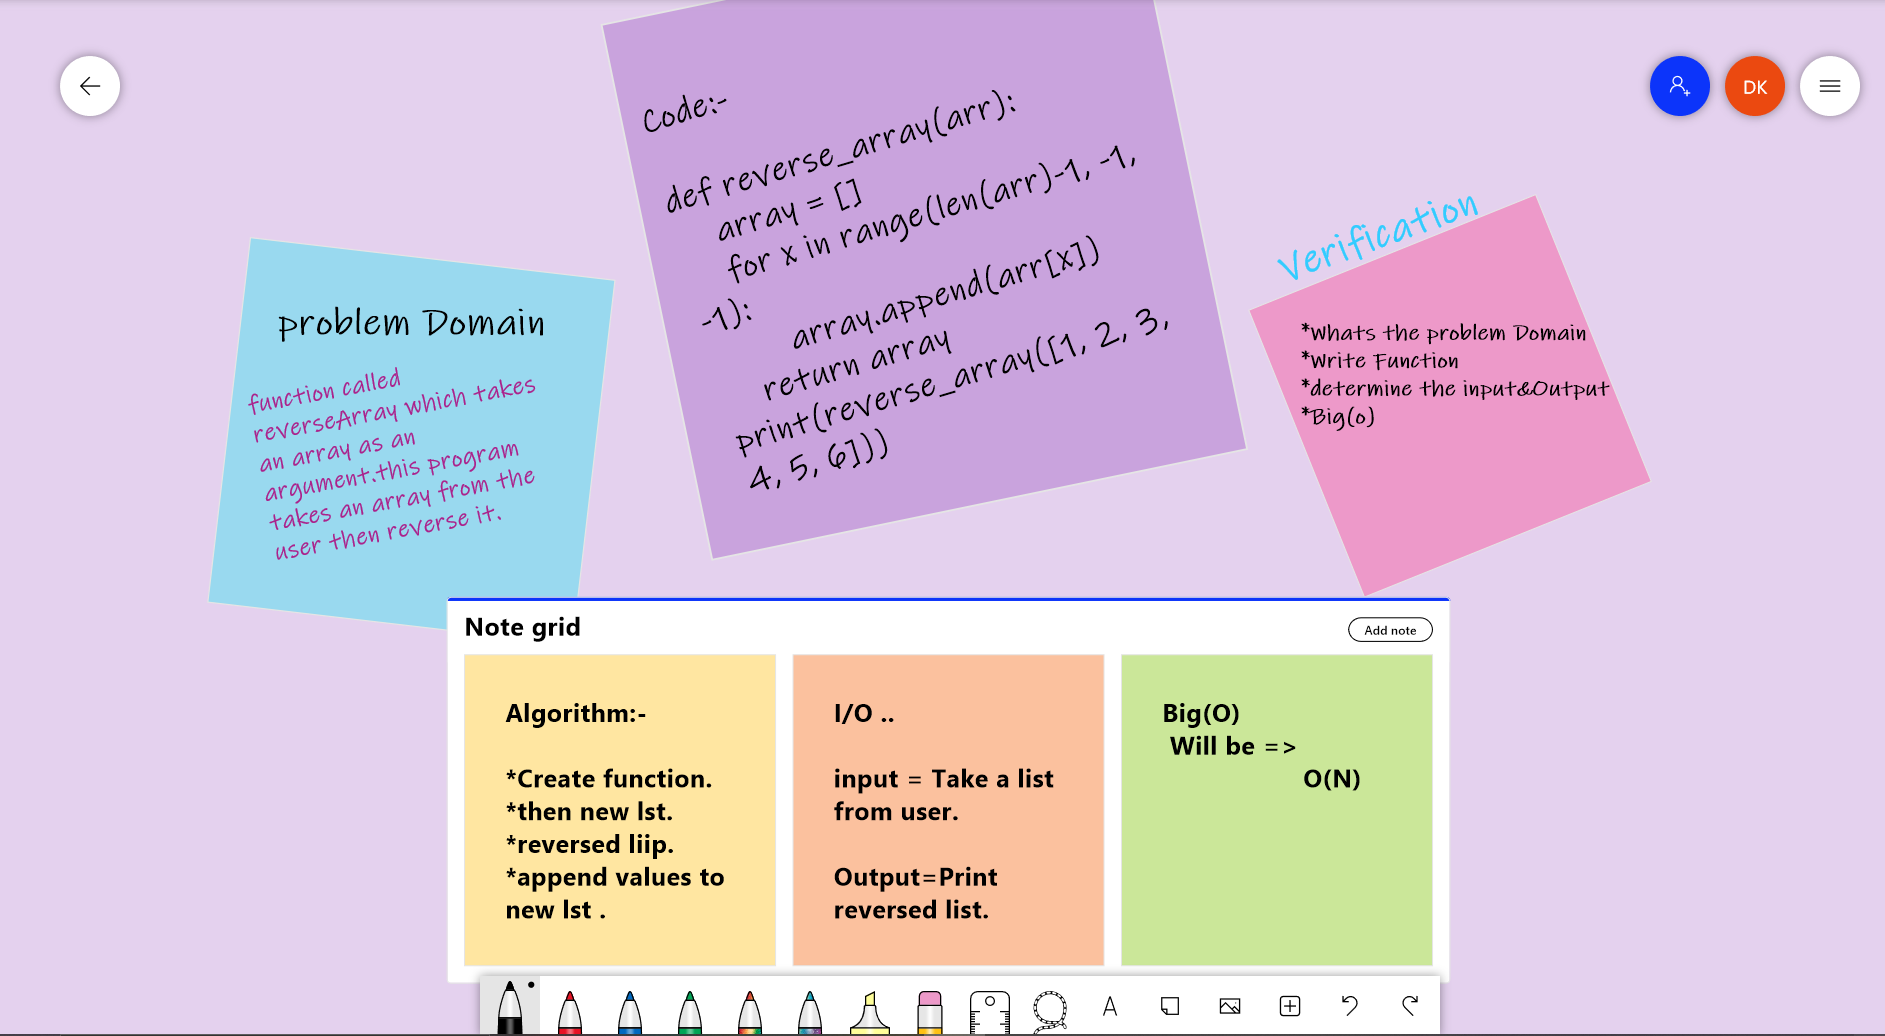 DK
problem Domain
function called
reverseArray which takes
an array as an
argument.this program
takes an array from the
user then reverse it.
Code:-
def reverse_array(arr):
array = []
for x in range(len(arr)-1, -1,
-1):
array.append(arr[x])
return array
print(reverse_array([1, 2, 3,
4, 5, 6]))
Verification
*Whats the problem Domain
*Write Function
*determine the input&Output
*Big(o)
Note grid
Add note
Algorithm:-
*Create function.
*then new lst.
*reversed liip.
*append values to
new lst .
I/O ..
input = Take a list
from user.
Output=Print
reversed list.
Big(O)
Will be =>
O(N)
A